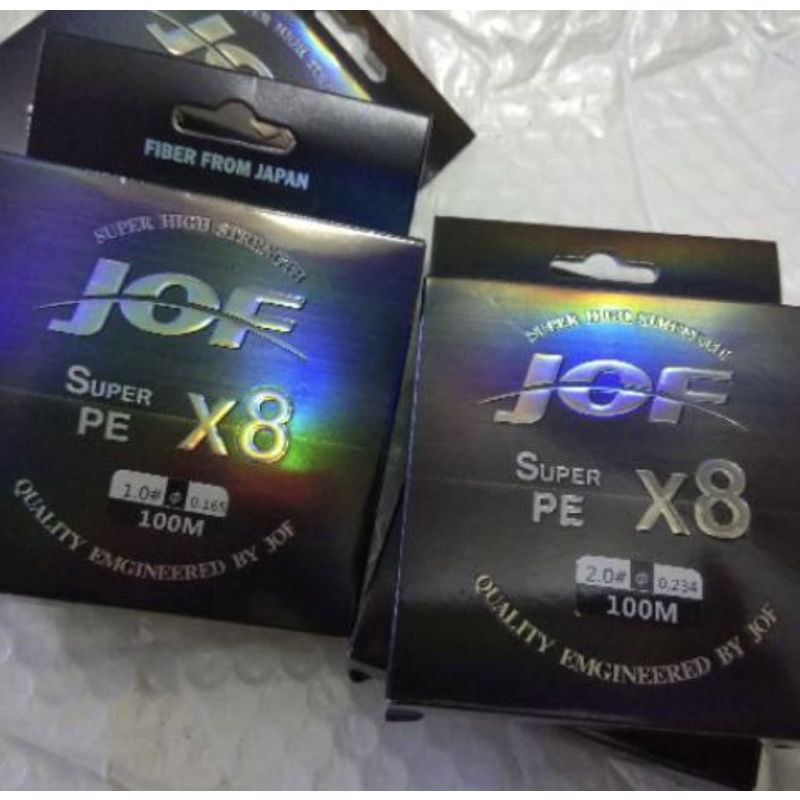 JOF
FIBER FROM JAPAN
SUPER HIGH STRENGTH
JOF
SUPER
PE
X8
1.0# Φ 0.165
100M
QUALITY EMGINEERED BY JOF
SUPER HIGH STRENGTH
JOF
SUPER
PE
X8
2.0# Φ 0.234
100M
QUALITY EMGINEERED BY JOF